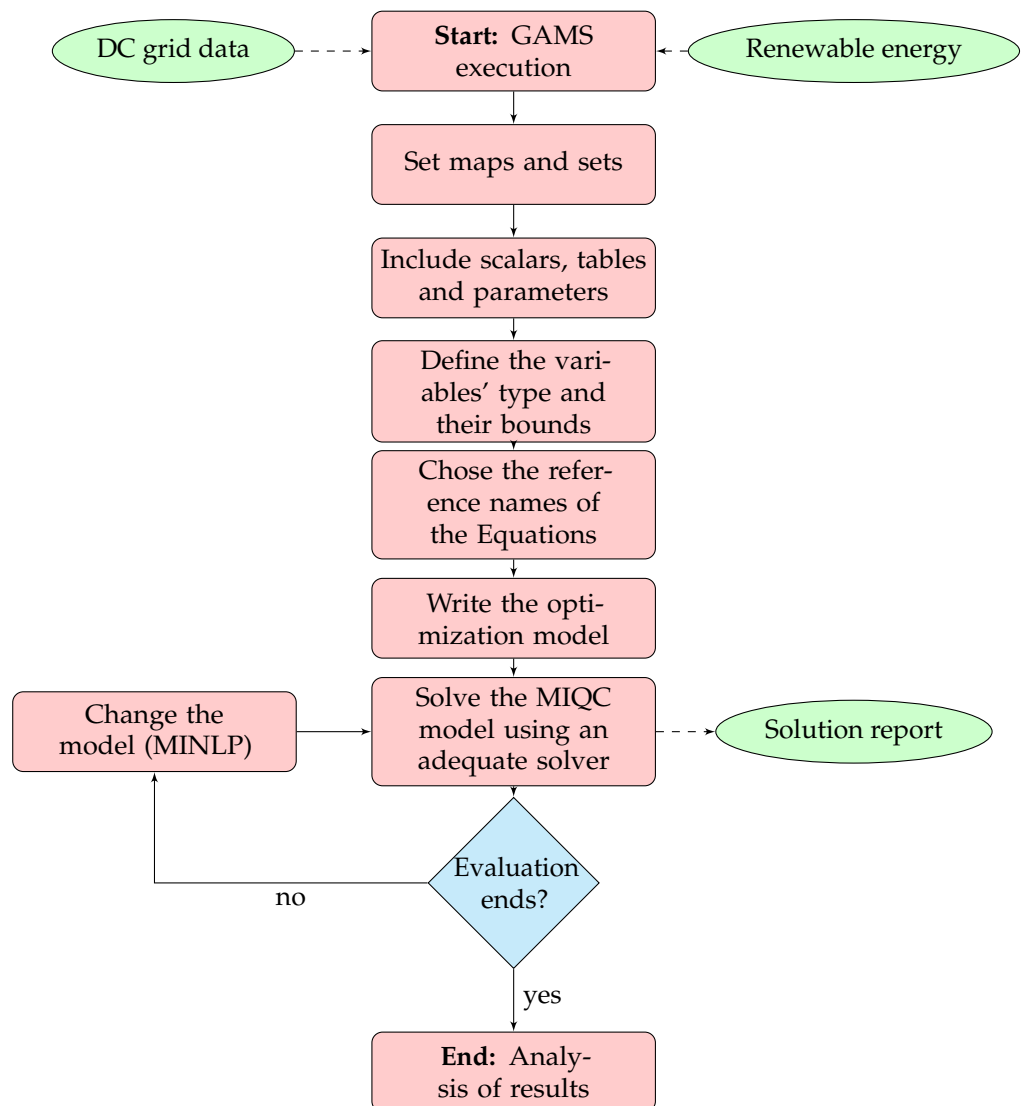 DC grid data
Start: GAMS
execution
Renewable energy
Set maps and sets
Include scalars, tables
and parameters
Define the vari-
ables’ type and
their bounds
Chose the refer-
ence names of
the Equations
Write the opti-
mization model
Change the
model (MINLP)
Solve the MIQC
model using an
adequate solver
Solution report
Evaluation
ends?
no
yes
End: Analy-
sis of results